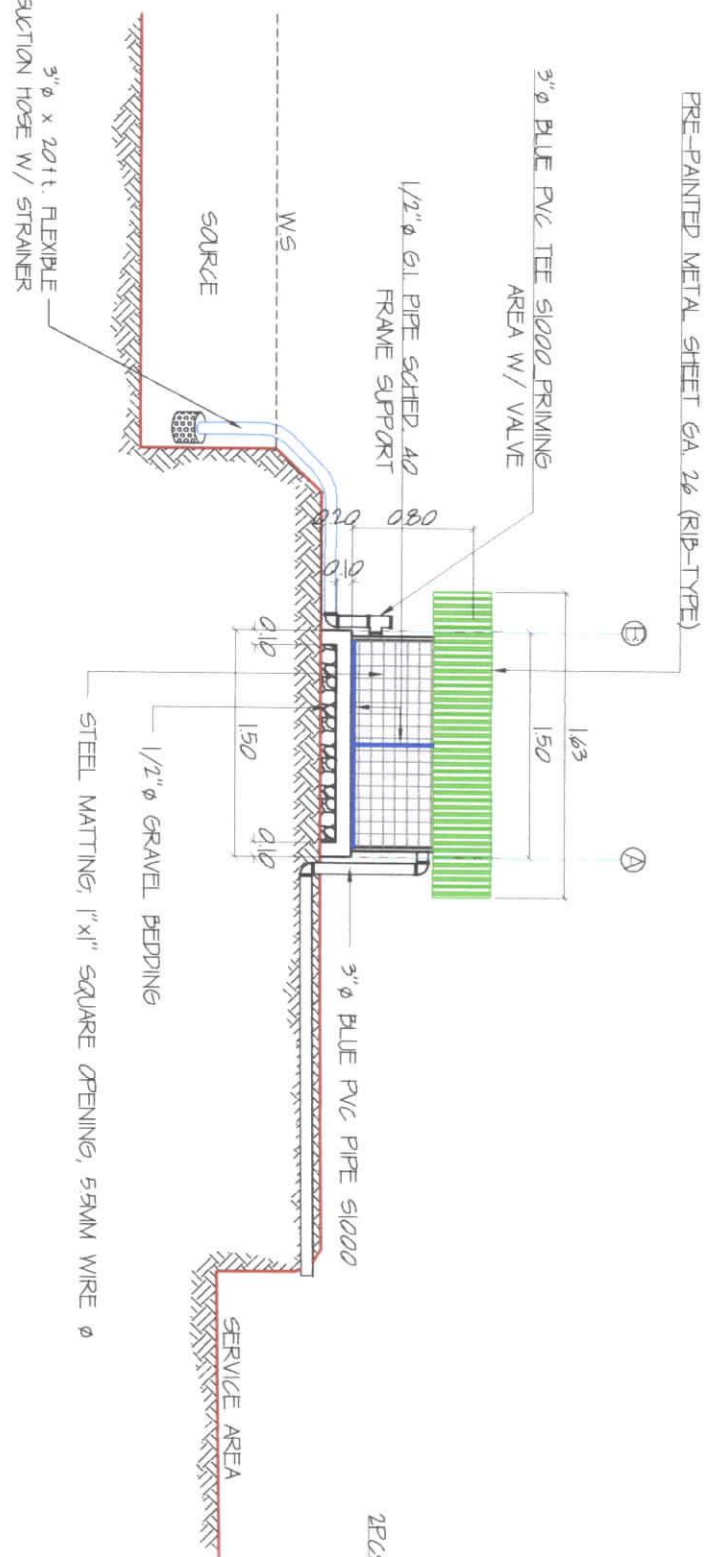 PRE-PAINTED METAL SHEET GA. 26 (RIB-TYPE)
3"ø BLUE PVC TEE S1000 PRIMING
AREA W/ VALVE
1/2"ø G.I. PIPE SCHED. 40
FRAME SUPPORT
W.S
SOURCE
3"ø x 20ft. FLEXIBLE
SUCTION HOSE W/ STRAINER
B
A
1.63
1.50
0.80
0.20
0.10
0.10
1.50
0.10
3"ø BLUE PVC PIPE S1000
1/2"ø GRAVEL BEDDING
STEEL MATTING, 1"x1" SQUARE OPENING, 5.5MM WIRE ø
SERVICE AREA